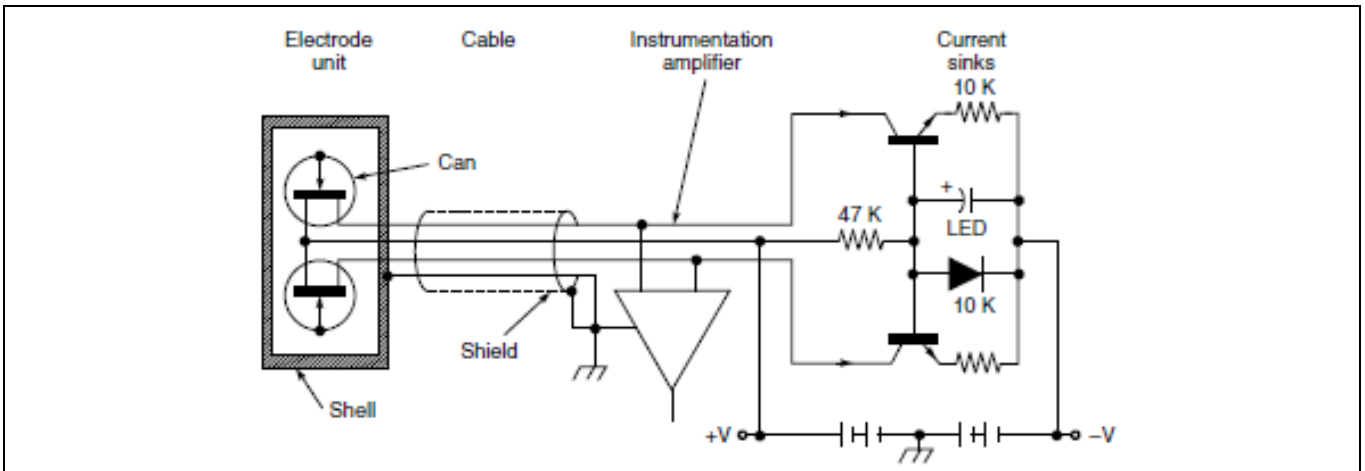 Electrode
unit
Cable
Instrumentation
amplifier
Current
sinks
10 K
Can
+
47 K
LED
10 K
Shield
Shell
+V
–V